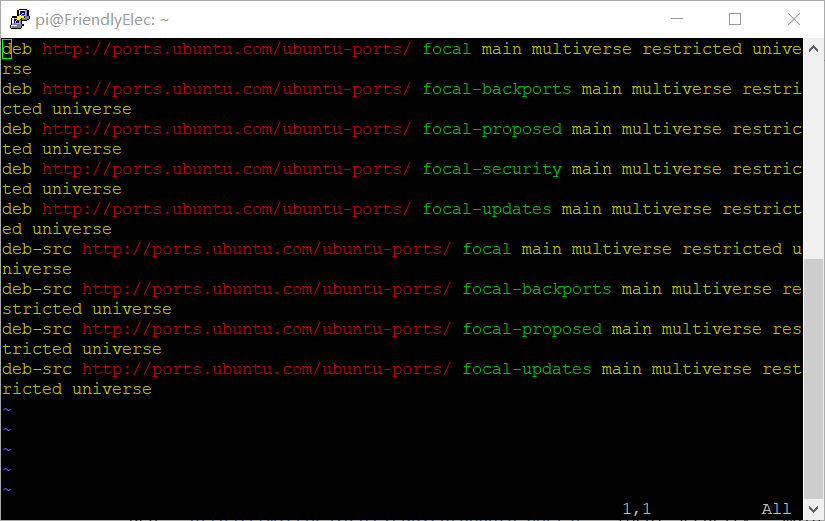 pi@FriendlyElec: ~
deb http://ports.ubuntu.com/ubuntu-ports/ focal main multiverse restricted unive
rse
deb http://ports.ubuntu.com/ubuntu-ports/ focal-backports main multiverse restri
cted universe
deb http://ports.ubuntu.com/ubuntu-ports/ focal-proposed main multiverse restric
ted universe
deb http://ports.ubuntu.com/ubuntu-ports/ focal-security main multiverse restric
ted universe
deb http://ports.ubuntu.com/ubuntu-ports/ focal-updates main multiverse restrict
ed universe
deb-src http://ports.ubuntu.com/ubuntu-ports/ focal main multiverse restricted u
niverse
deb-src http://ports.ubuntu.com/ubuntu-ports/ focal-backports main multiverse re
stricted universe
deb-src http://ports.ubuntu.com/ubuntu-ports/ focal-proposed main multiverse res
tricted universe
deb-src http://ports.ubuntu.com/ubuntu-ports/ focal-updates main multiverse rest
ricted universe
~
~
~
~
~
1,1 All